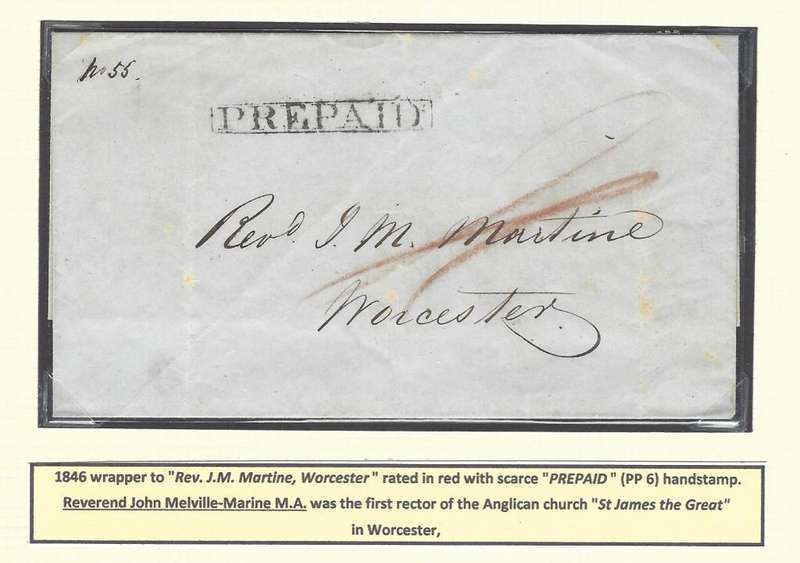 No 55.
PREPAID
Revd. J. M. Martine
Worcester.
1846 wrapper to "Rev. J.M. Martine, Worcester" rated in red with scarce "PREPAID" (PP 6) handstamp.
Reverend John Melville-Marine M.A. was the first rector of the Anglican church "St James the Great"
in Worcester,